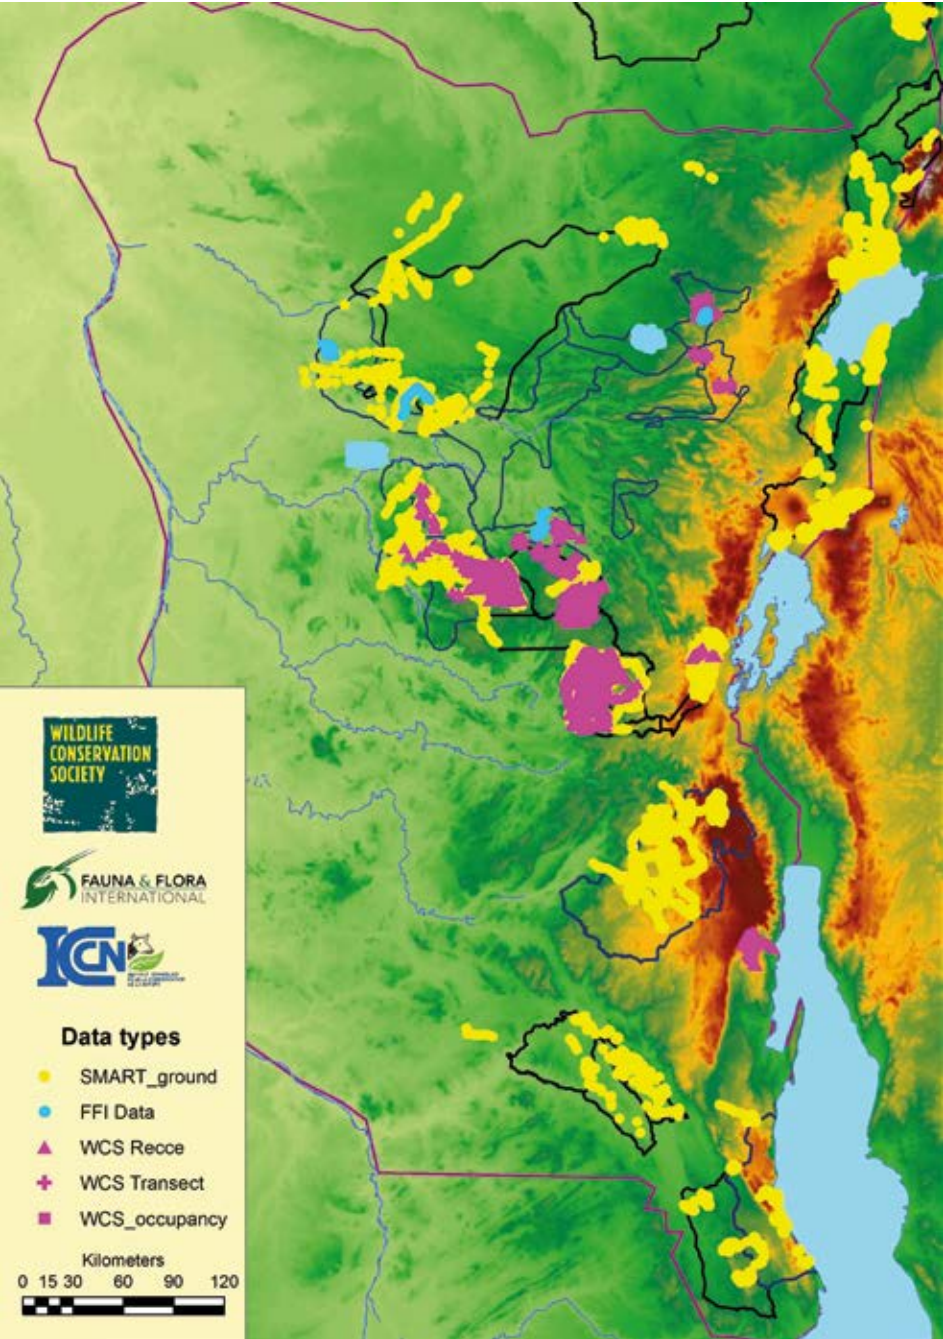 WILDLIFE
CONSERVATION
SOCIETY
FAUNA & FLORA
INTERNATIONAL
ICCN
Data types
SMART_ground
FFI Data
WCS Recce
WCS Transect
WCS_occupancy
Kilometers
0 15 30 60 90 120